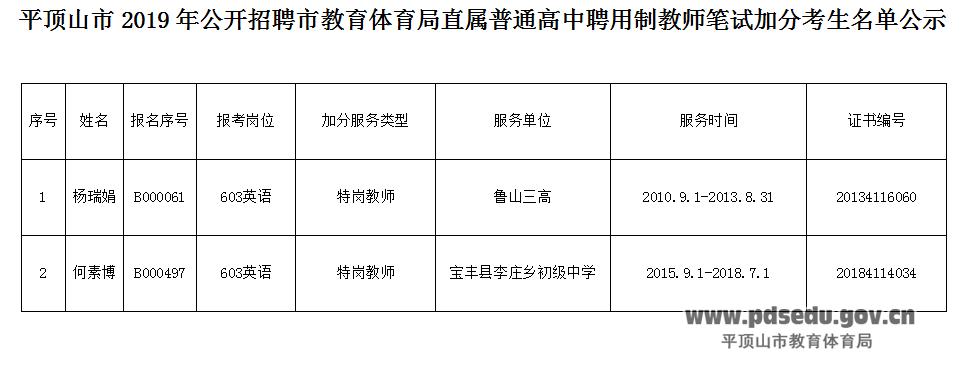 平顶山市 2019 年公开招聘市教育体育局直属普通高中聘用制教师笔试加分考生名单公示
序号 姓名 报名序号 报考岗位 加分服务类型 服务单位 服务时间 证书编号
1 杨瑞娟 B000061 603英语 特岗教师 鲁山三高 2010.9.1-2013.8.31 20134116060
2 何素博 B000497 603英语 特岗教师 宝丰县李庄乡初级中学 2015.9.1-2018.7.1 20184114034
www.pdsedu.gov.cn
平顶山市教育体育局